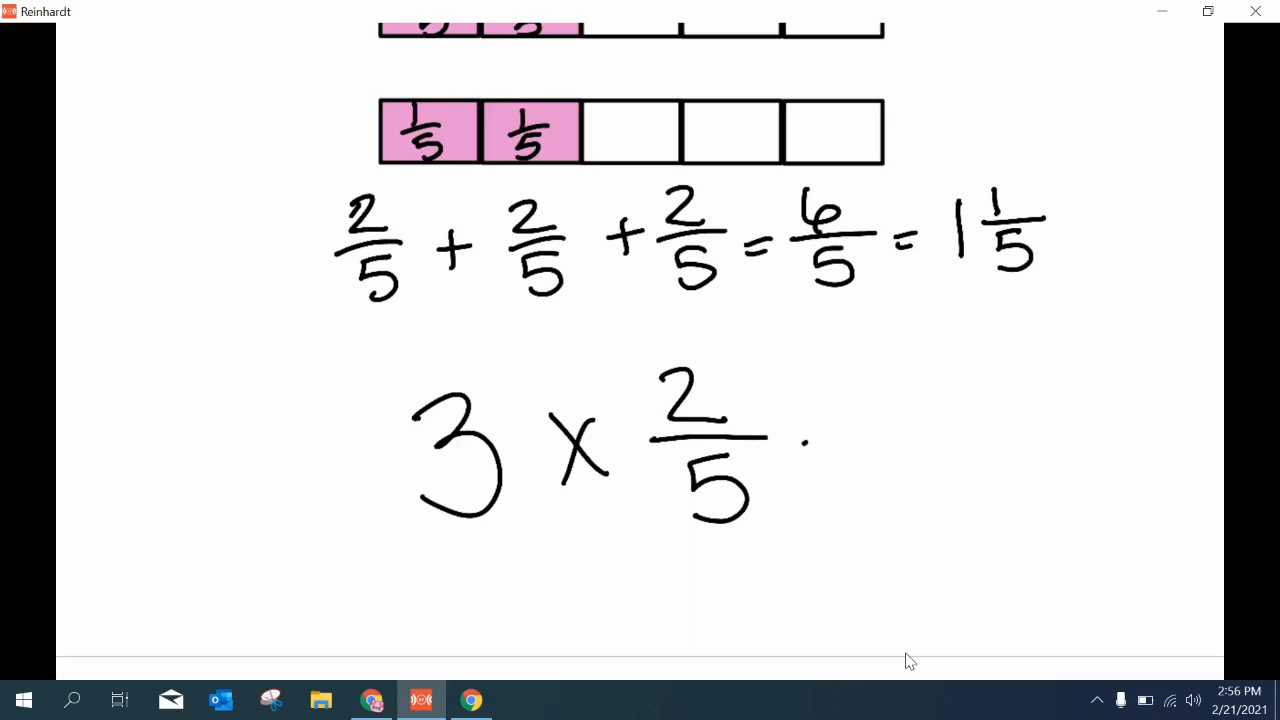 Reinhardt
1/5 1/5
2/5 + 2/5 + 2/5 = 6/5 = 1 1/5
3 x 2/5
2:56 PM
2/21/2021